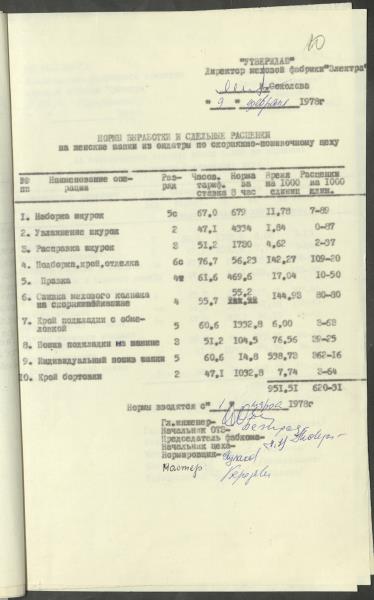 10
"УТВЕРЖДАЮ"
Директор меховой фабрики "Электра"
Соколова
" 9 " февраля 1978г
НОРМЫ ВЫРАБОТКИ И СДЕЛЬНЫЕ РАСЦЕНКИ
на женские шапки из ондатры по скорняжно-пошивочному цеху
№№ пп Наименование операции Разряд Часов. тариф. ставка Норма за 8 час Время на 1000 единиц Расценки на 1000 един.
1. Наборка шкурок 5с 67,0 679 11,78 7-89
2. Увлажнение шкурок 2 47,1 4334 1,84 0-87
3. Расправка шкурок 3 51,2 1730 4,62 2-37
4. Подборка, крой, отделка 6с 76,7 56,23 142,27 109-20
5. Правка 4т 61,6 469,6 17,04 10-50
6. Сшивка мехового колпака на скорняжной машине 4 55,7 55,2 144,93 80-80
7. Крой подкладки с обмеловкой 5 60,6 1332,8 6,00 3-63
8. Пошив подкладки на машине 3 51,2 104,5 76,56 39-25
9. Индивидуальный пошив шапки 5 60,6 14,8 538,73 362-16
10. Крой бортовки 2 47,1 1032,8 7,74 3-64
951,51 620-31
Нормы вводятся с " 1 " 1978г
Гл.инженер-
Начальник ОТЗ-
Председатель фабкома-
Начальник цеха-
Нормировщик-
Мастер